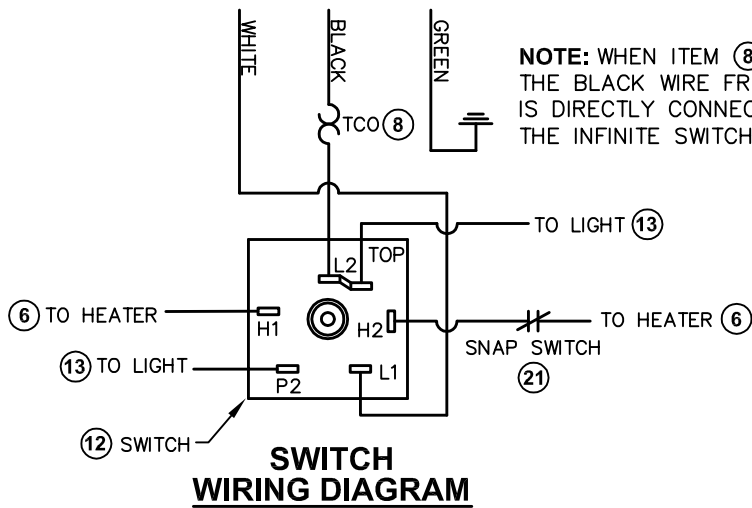 WHITE
BLACK
GREEN
NOTE: WHEN ITEM 8
THE BLACK WIRE FR
IS DIRECTLY CONNEC
THE INFINITE SWITCH
TCO 8
TO LIGHT 13
L2 TOP
6 TO HEATER
H1
H2
TO HEATER 6
SNAP SWITCH
21
13 TO LIGHT
P2
L1
12 SWITCH
SWITCH
WIRING DIAGRAM